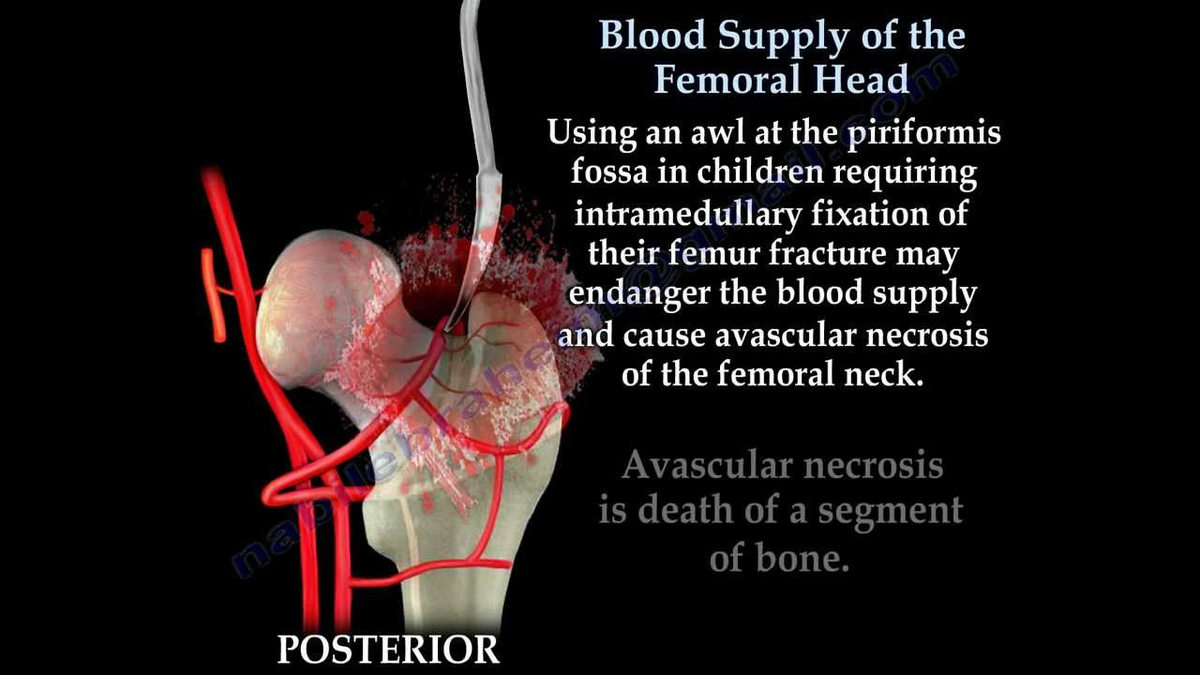 Blood Supply of the
Femoral Head
Using an awl at the piriformis
fossa in children requiring
intramedullary fixation of
their femur fracture may
endanger the blood supply
and cause avascular necrosis
of the femoral neck.
Avascular necrosis
is death of a segment
of bone.
POSTERIOR